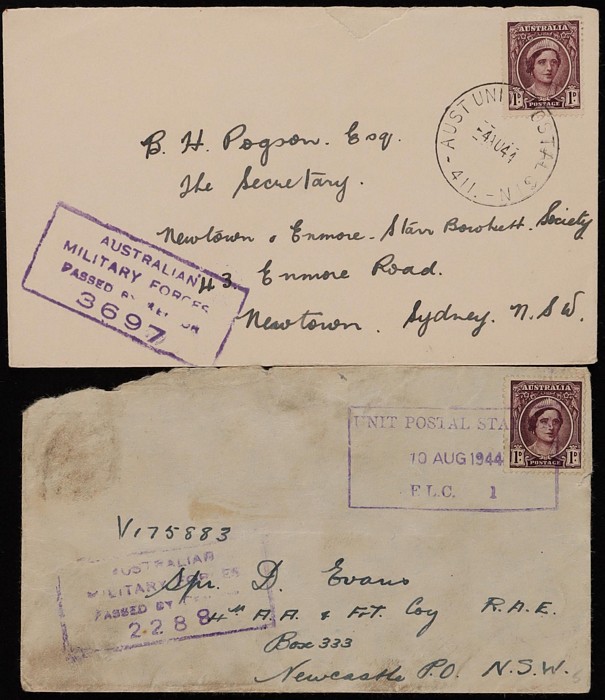 AUSTRALIA
1D POSTAGE 1D
AUST UNIT POSTAL STN
411
B. H. Pogson. Esq.
The Secretary.
Newtown & Enmore - Starr Bowkett. Society
43. Enmore Road.
Newtown. Sydney. N.S.W.
AUSTRALIAN
MILITARY FORCES
PASSED BY
3697
AUSTRALIA
1D POSTAGE 1D
UNIT POSTAL STA
10 AUG 1944
F.L.C. 1
V175883
AUSTRALIAN
MILITARY FORCES
PASSED BY
2288
Spr. D. Evans
4th A.A. & Ft. Coy R.A.E.
Box 333
Newcastle P.O. N.S.W.